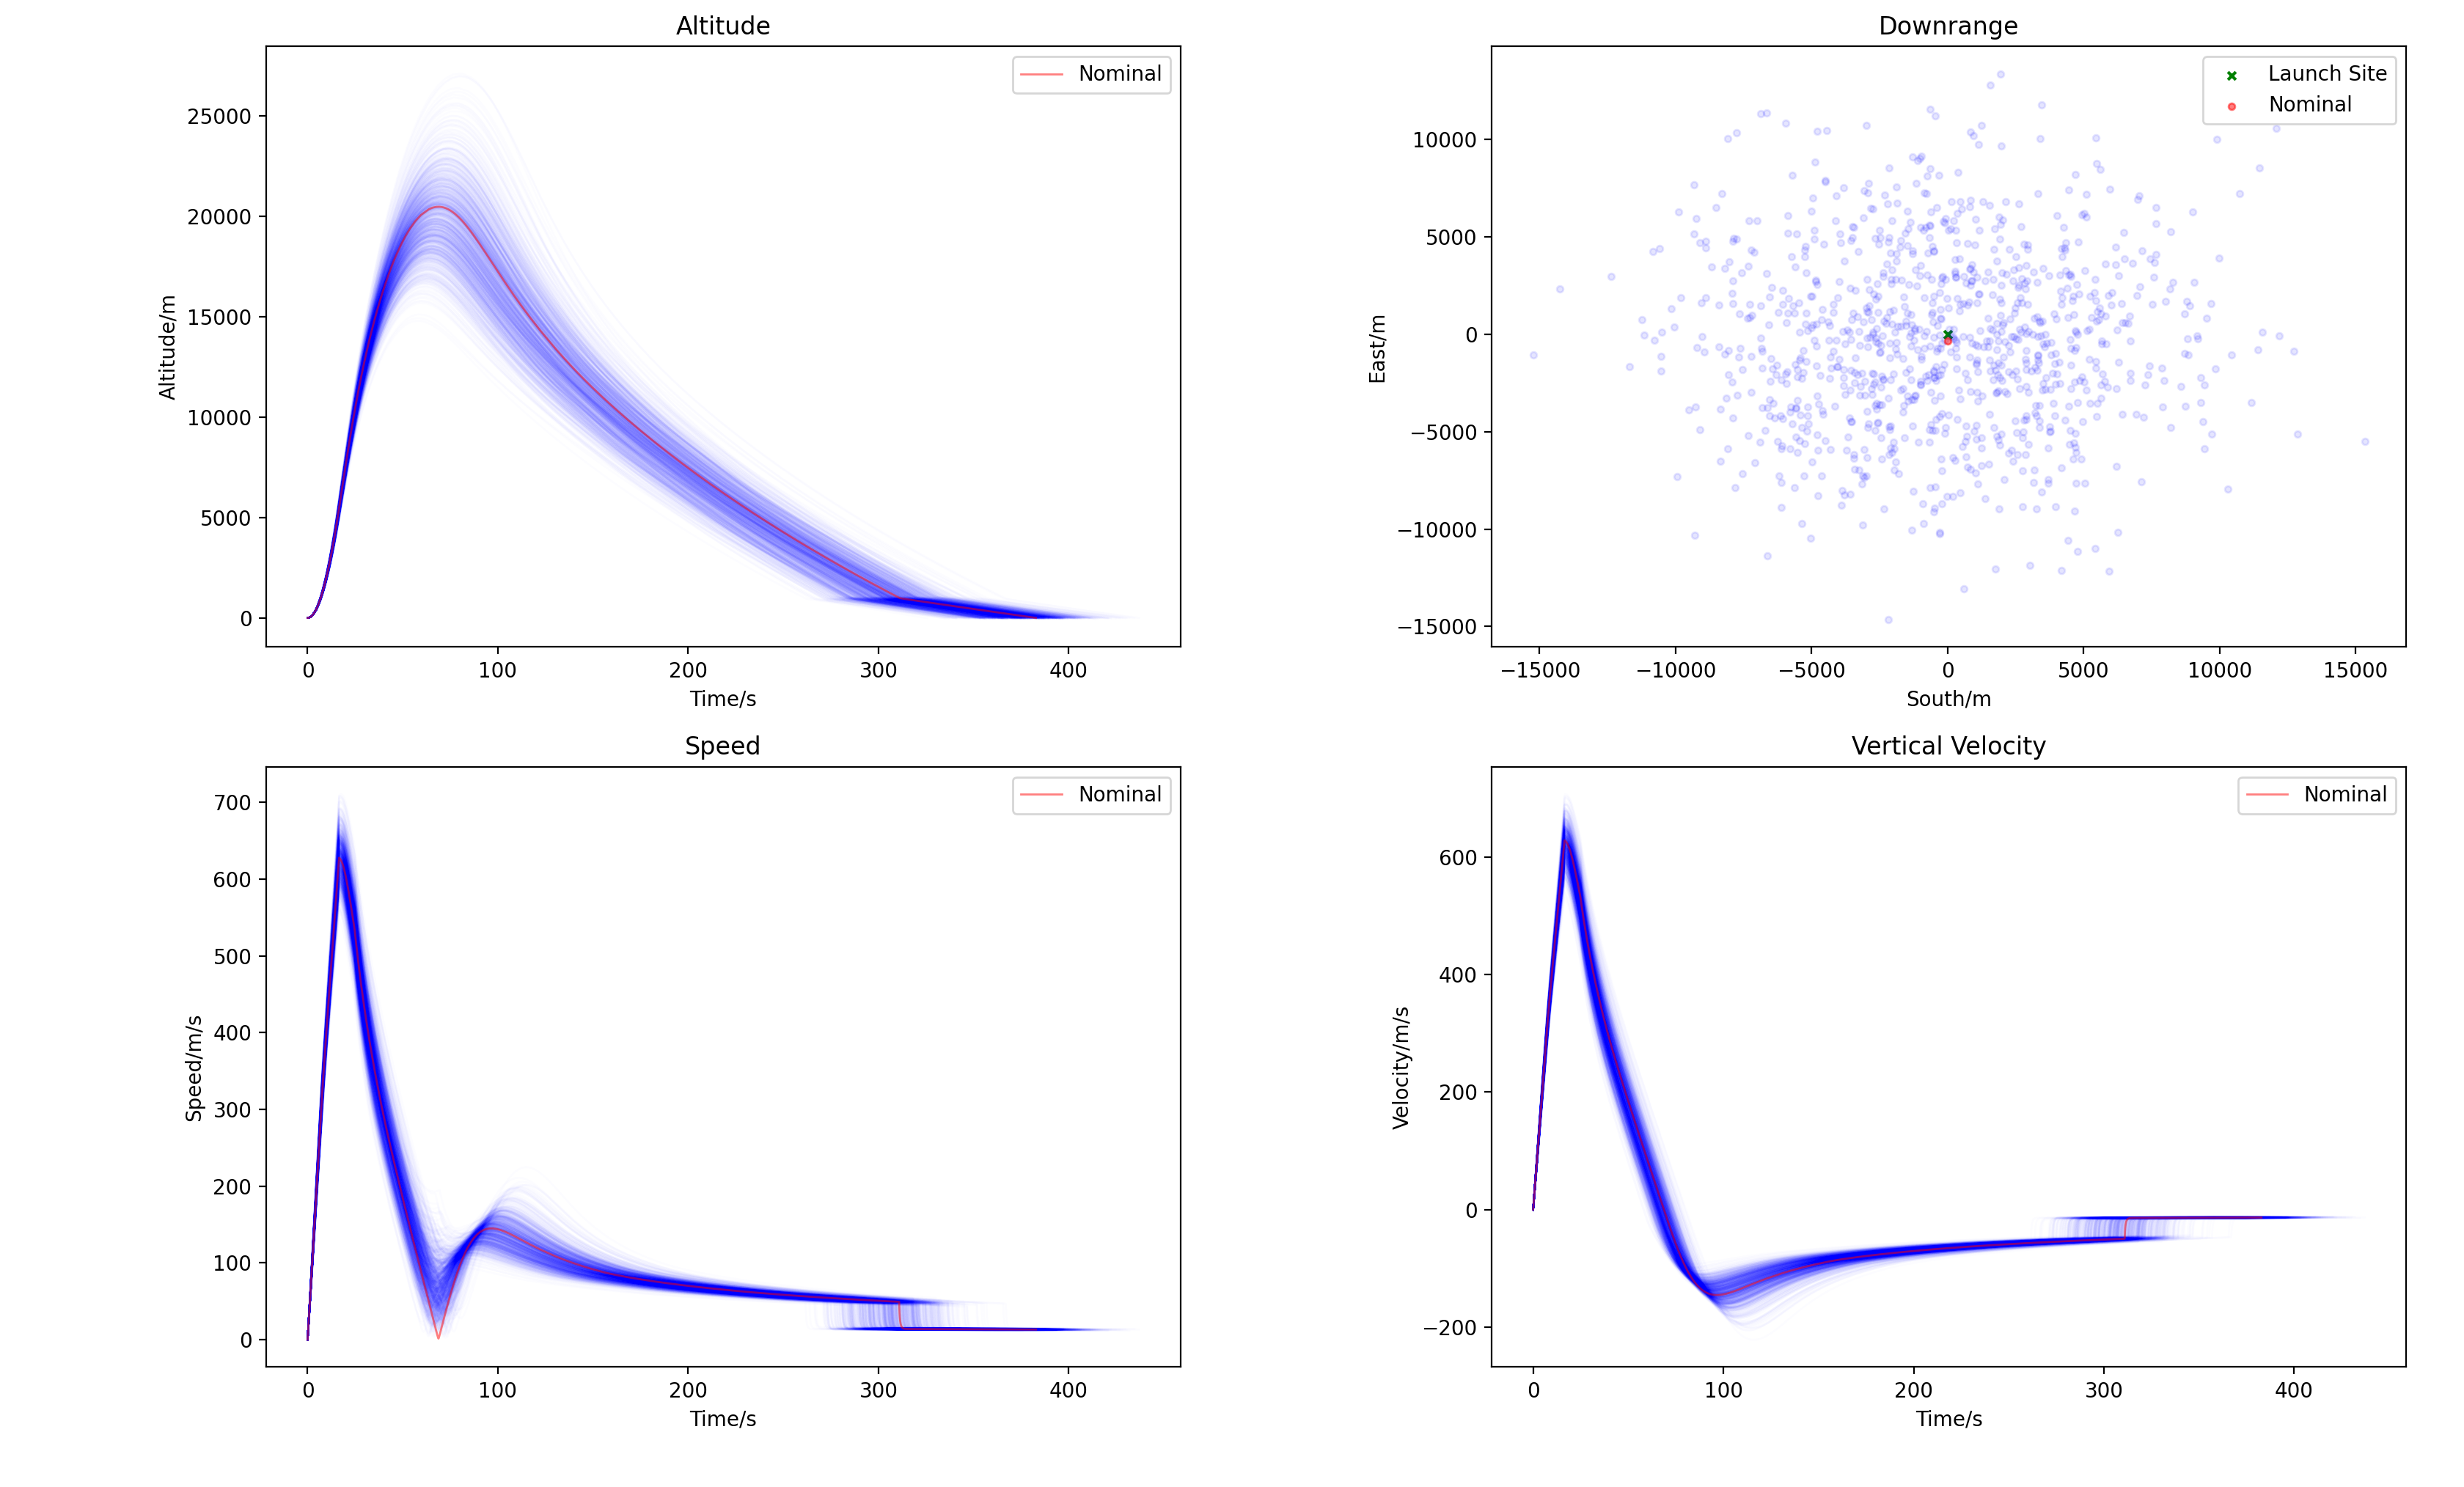 Altitude
Nominal
25000
20000
15000
10000
5000
0
Altitude/m
0 100 200 300 400
Time/s
Downrange
Launch Site
Nominal
10000
5000
0
−5000
−10000
−15000
East/m
−15000 −10000 −5000 0 5000 10000 15000
South/m
Speed
Nominal
700
600
500
400
300
200
100
0
Speed/m/s
0 100 200 300 400
Time/s
Vertical Velocity
Nominal
600
400
200
0
−200
Velocity/m/s
0 100 200 300 400
Time/s